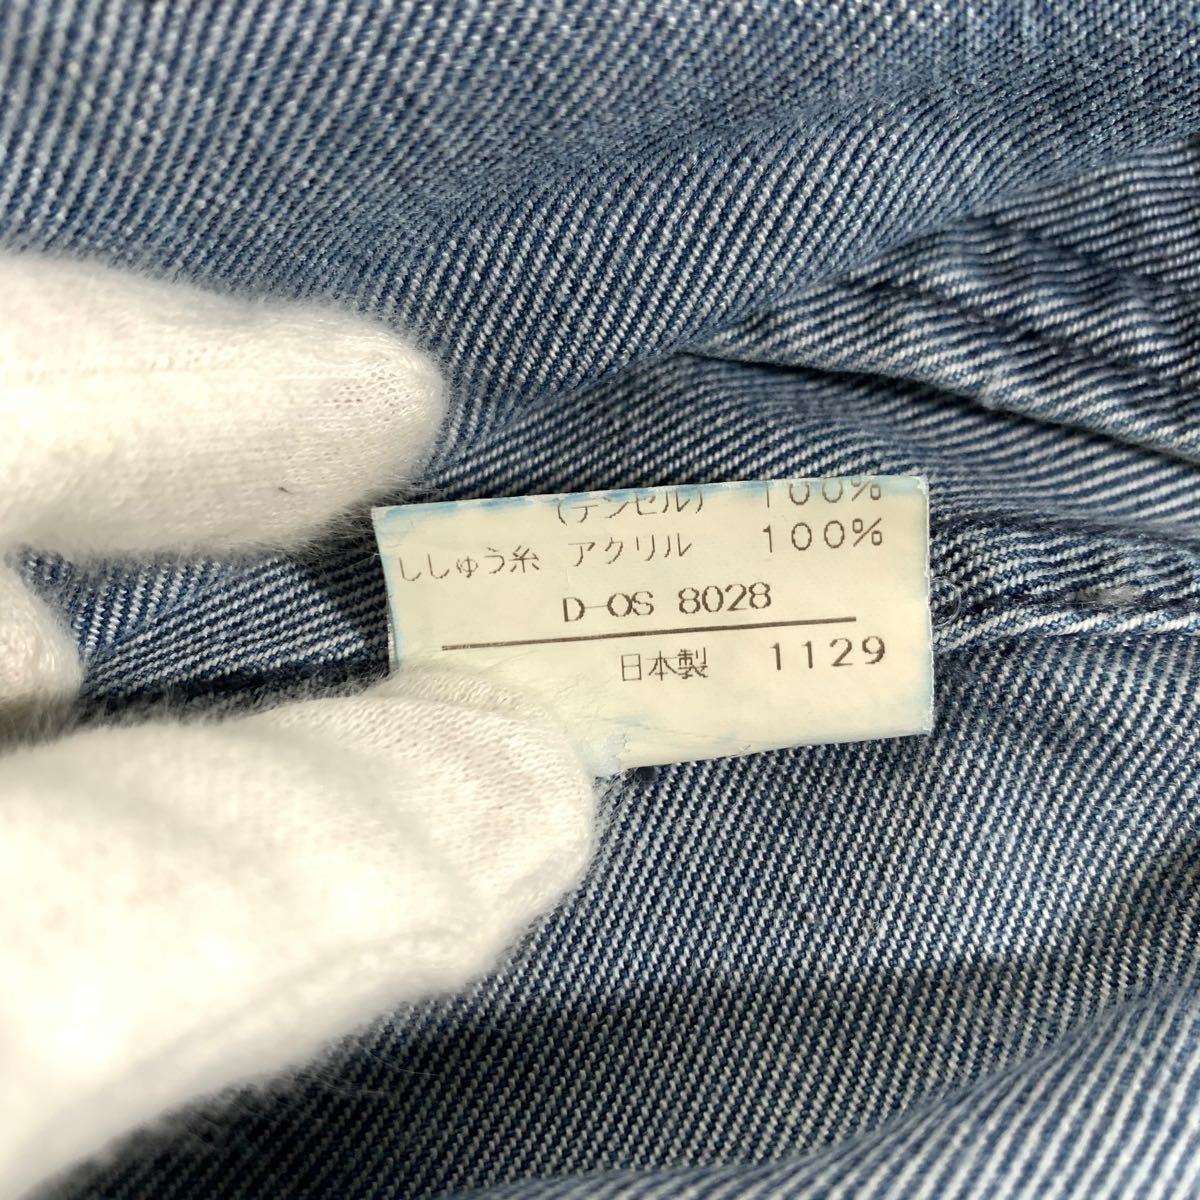 (テンセル) 100%
ししゅう糸 アクリル 100%
D-OS 8028
日本製 1129